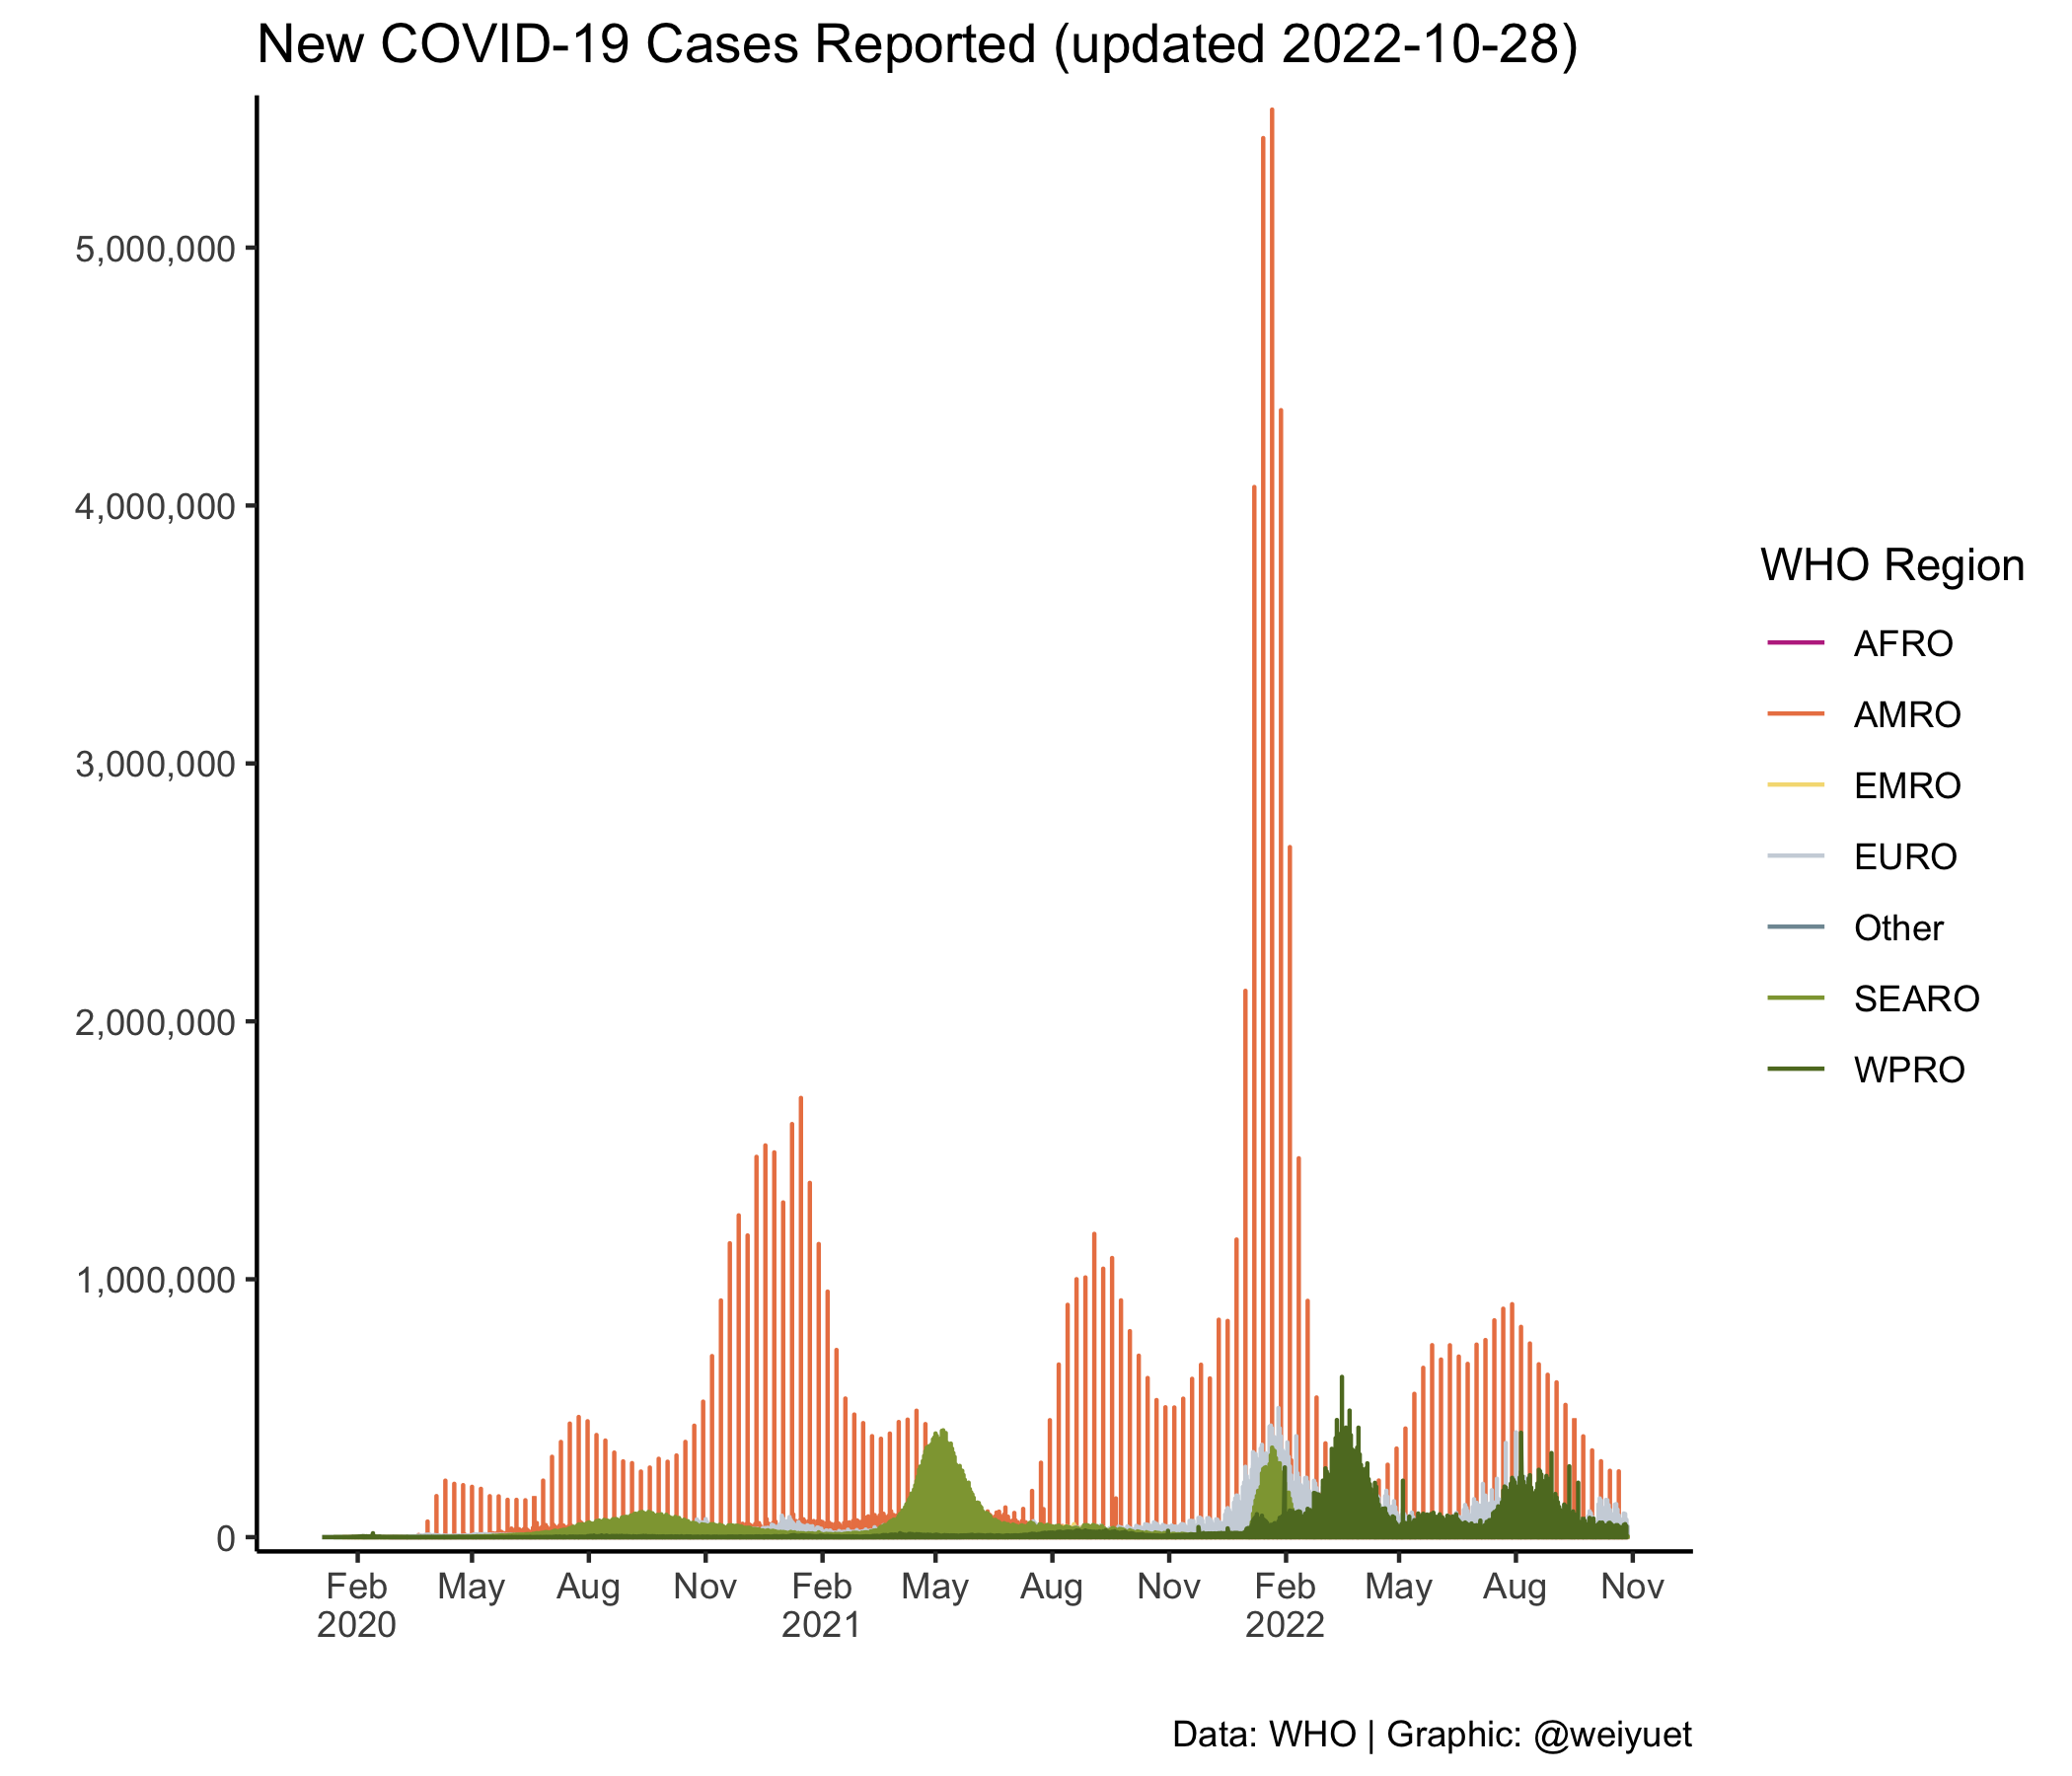 New COVID-19 Cases Reported (updated 2022-10-28)
5,000,000
4,000,000
3,000,000
2,000,000
1,000,000
0
Feb May Aug Nov Feb May Aug Nov Feb May Aug Nov
2020 2021 2022
WHO Region
AFRO
AMRO
EMRO
EURO
Other
SEARO
WPRO
Data: WHO | Graphic: @weiyuet